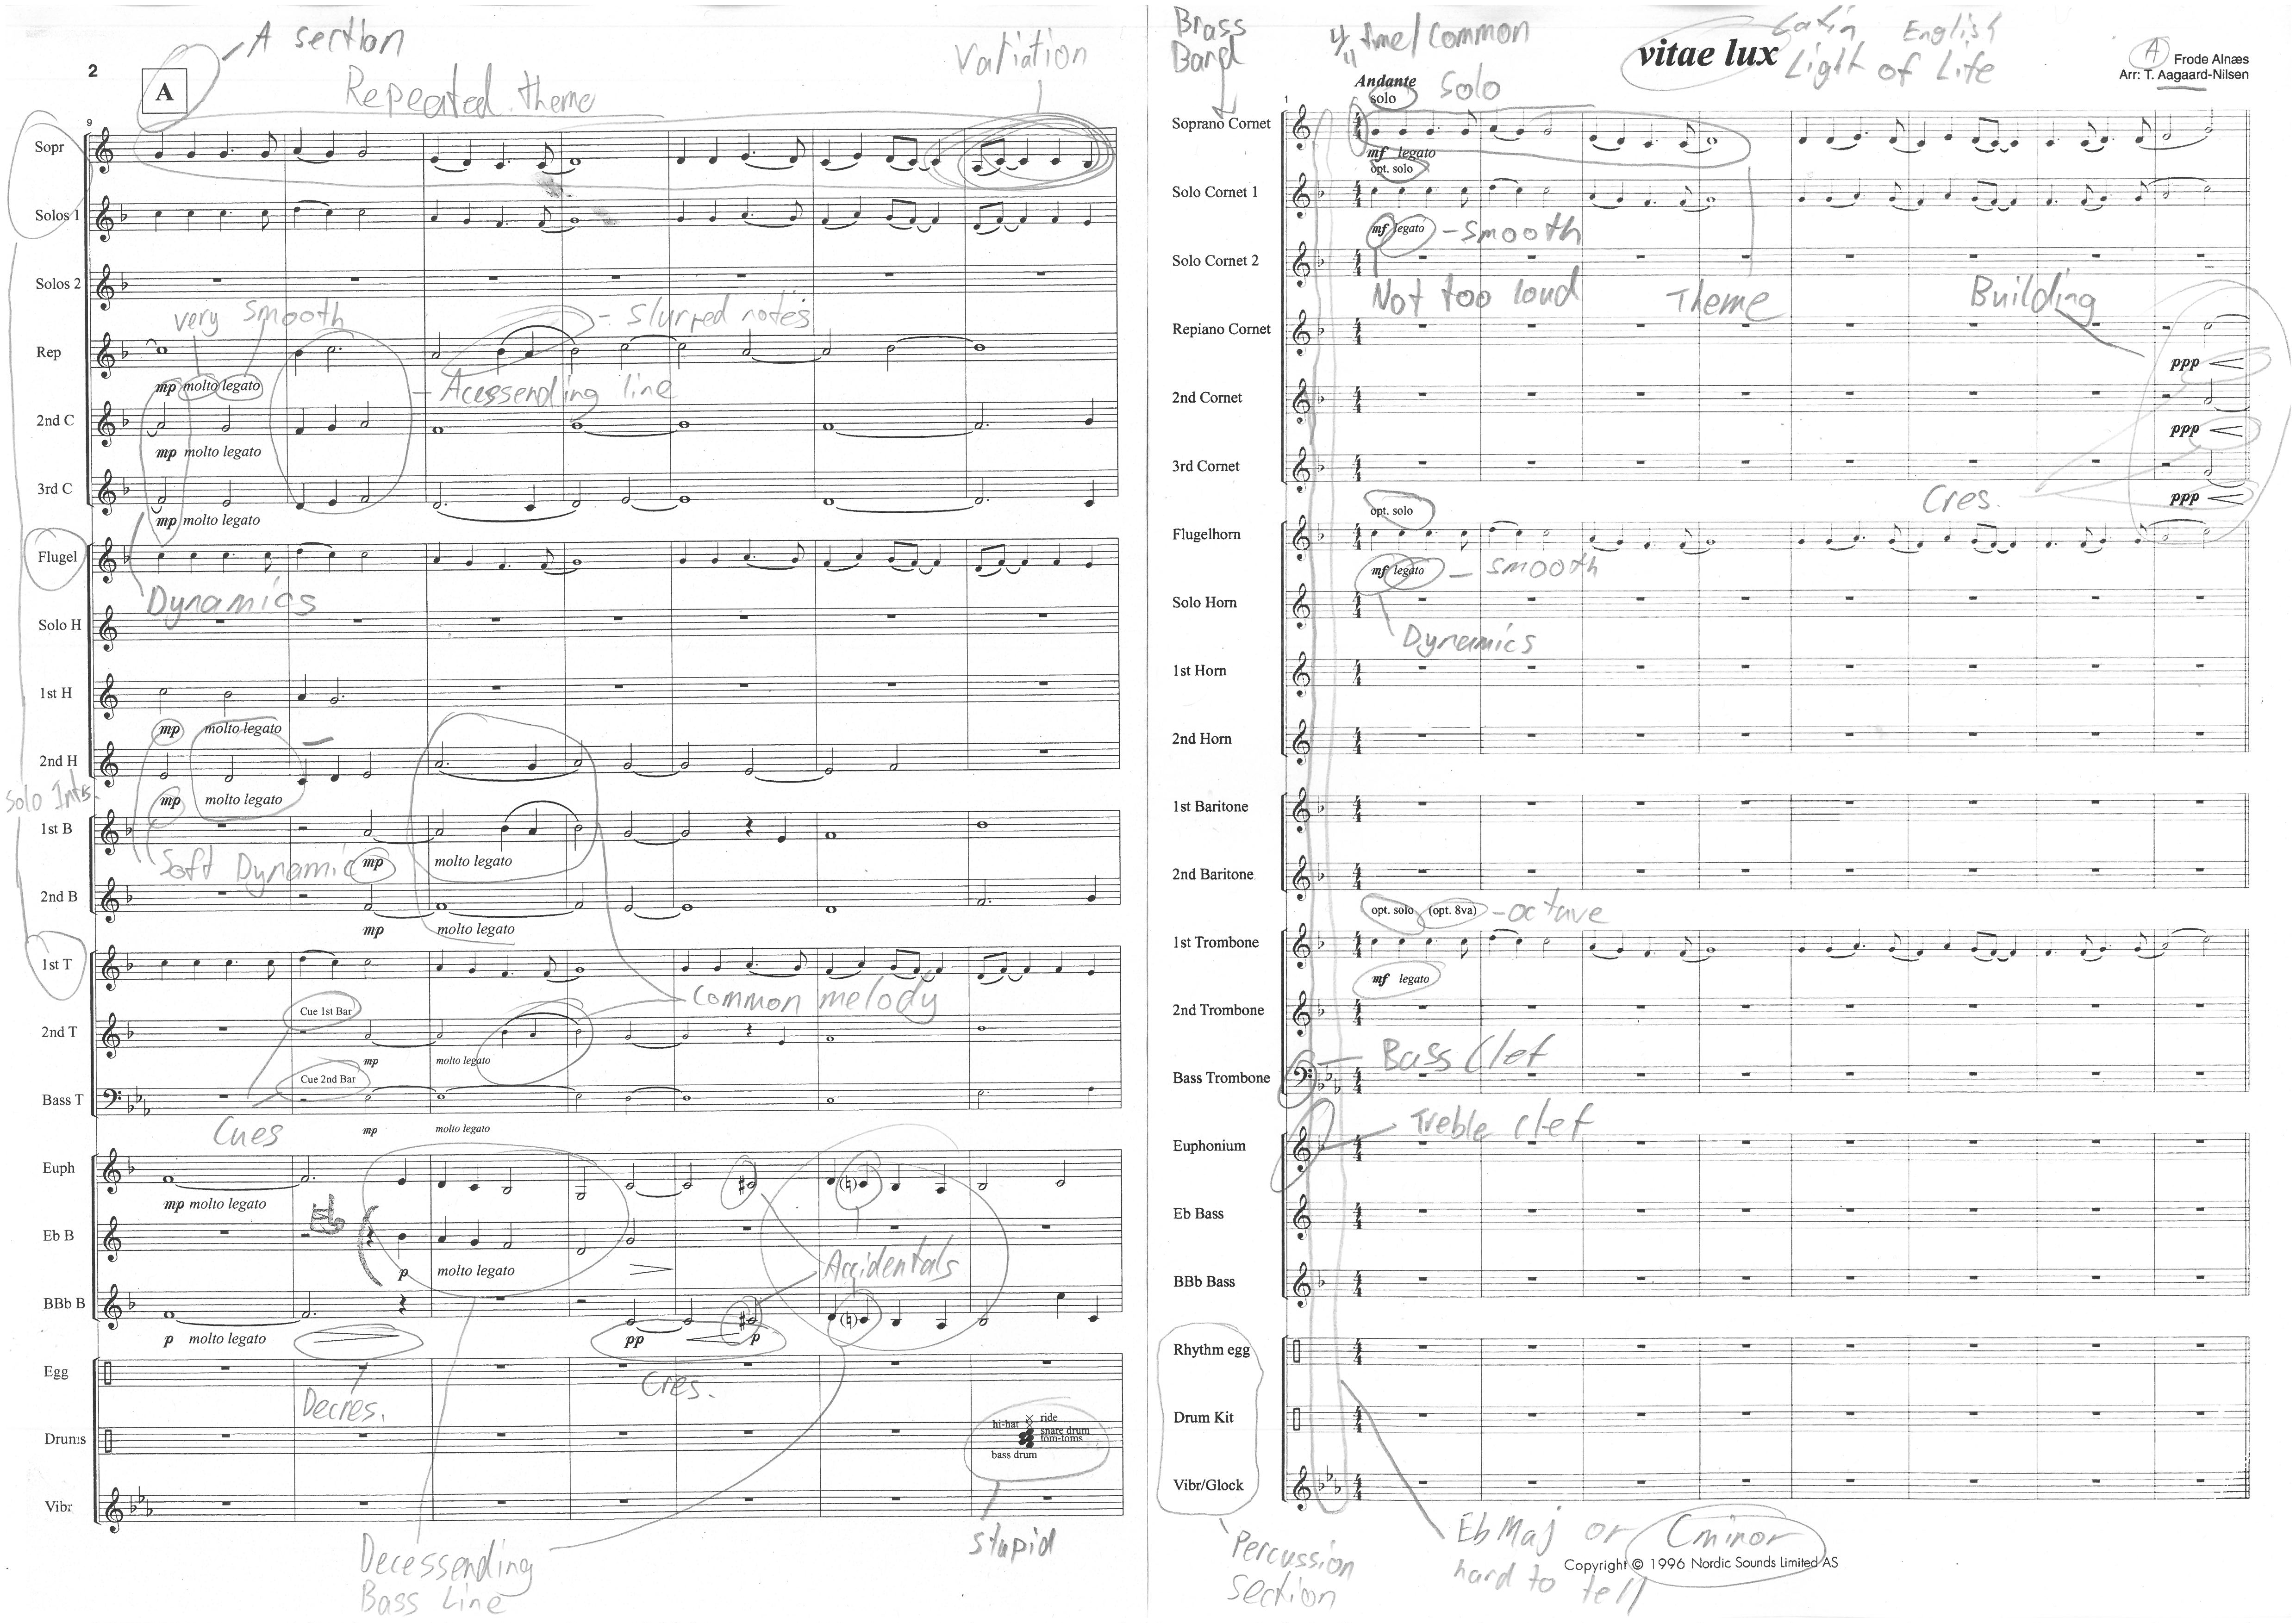 2
A section
A
Repeated theme
Variation
9
Sopr
Solos 1
Solos 2
very smooth
slurred notes
Rep
mp molto legato
Acessending line
2nd C
mp molto legato
3rd C
mp molto legato
Flugel
Dynamics
Solo H
1st H
mp molto legato
2nd H
Solo Ints.
mp molto legato
1st B
Soft Dynamic
mp
molto legato
2nd B
mp
molto legato
1st T
Common melody
Cue 1st Bar
2nd T
mp
molto legato
Cue 2nd Bar
Bass T
Cues
mp
molto legato
Euph
mp molto legato
Eb
Eb B
p
molto legato
Accidentals
BBb B
p molto legato
pp
p
Egg
Decres.
Cres.
hi-hat
ride
snare drum
tom-toms
bass drum
Drums
Vibr
stupid
Decessending
Bass Line
Brass
Band
4/4 time/common
vitae lux
Latin English
Light of Life
A
Frode Alnæs
Arr: T. Aagaard-Nilsen
Andante
solo
Solo
1
Soprano Cornet
mf legato
opt. solo
Solo Cornet 1
mf legato
- smooth
Solo Cornet 2
Not too loud
Theme
Building
Repiano Cornet
ppp
2nd Cornet
ppp
3rd Cornet
Cres.
ppp
opt. solo
Flugelhorn
mf legato
- smooth
Solo Horn
Dynamics
1st Horn
2nd Horn
1st Baritone
2nd Baritone
opt. solo (opt. 8va) - octave
1st Trombone
mf legato
2nd Trombone
Bass Clef
Bass Trombone
Treble clef
Euphonium
Eb Bass
BBb Bass
Rhythm egg
Drum Kit
Vibr/Glock
Percussion
Section
Eb Maj or Cminor
hard to tell
Copyright © 1996 Nordic Sounds Limited AS